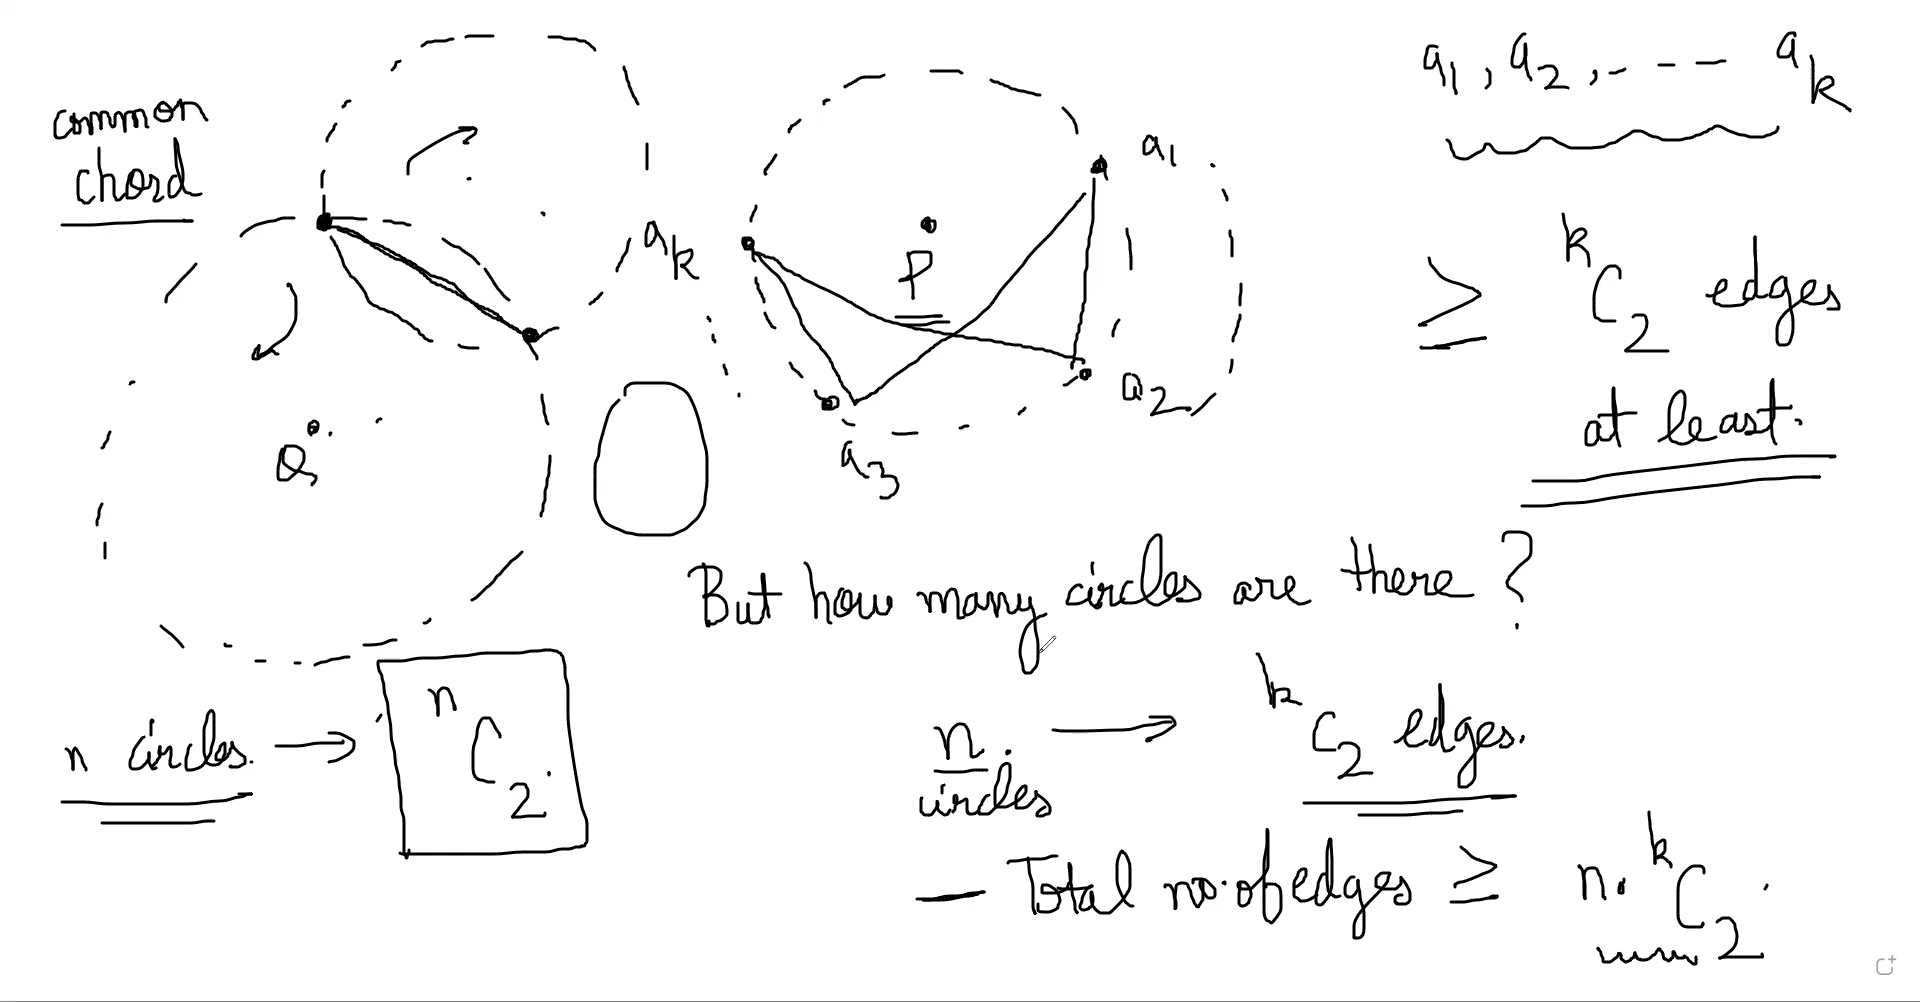 a1, a2, ---- ak
common
chord
a1
ak
P
≥ kC2 edges
at least.
a2
Q
a3
But how many circles are there?
n circles. → nC2.
n. → kC2 edges.
circles
— Total no. of edges ≥ n. kC2.